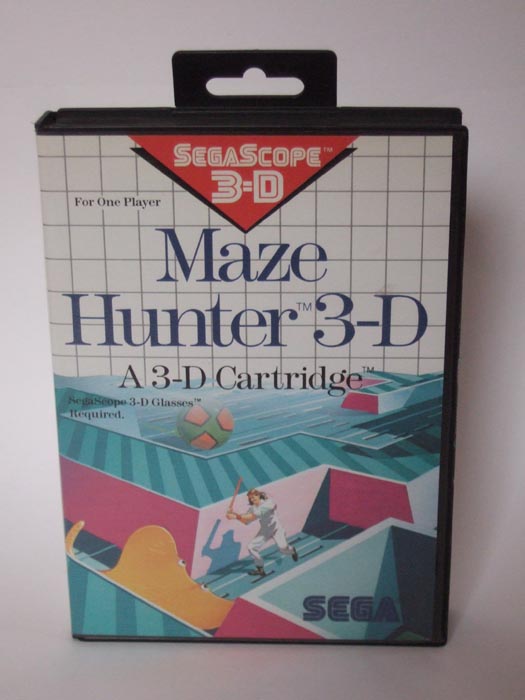 SEGASCOPE™
3-D
For One Player
Maze
Hunter™ 3-D
A 3-D Cartridge™
SegaScope 3-D Glasses™
Required.
SEGA